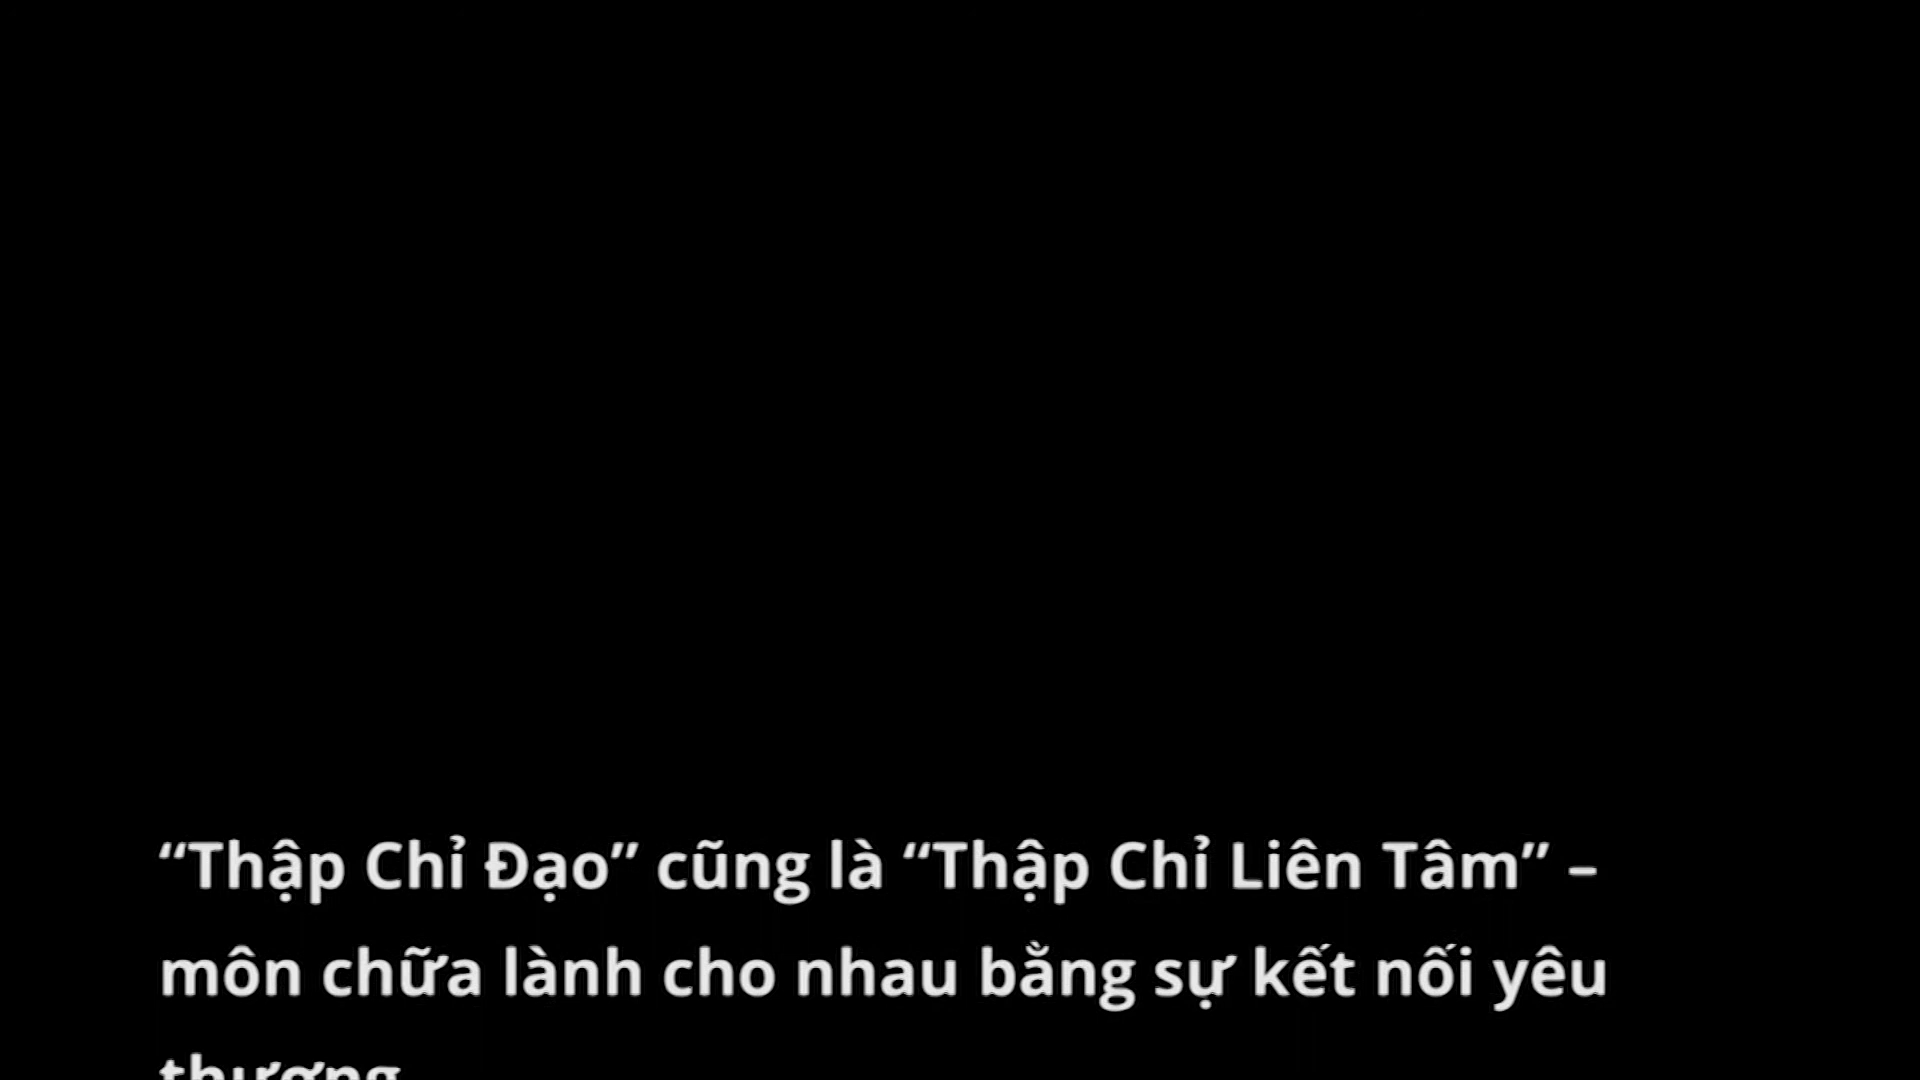 “Thập Chỉ Đạo” cũng là “Thập Chỉ Liên Tâm” –
môn chữa lành cho nhau bằng sự kết nối yêu
thương